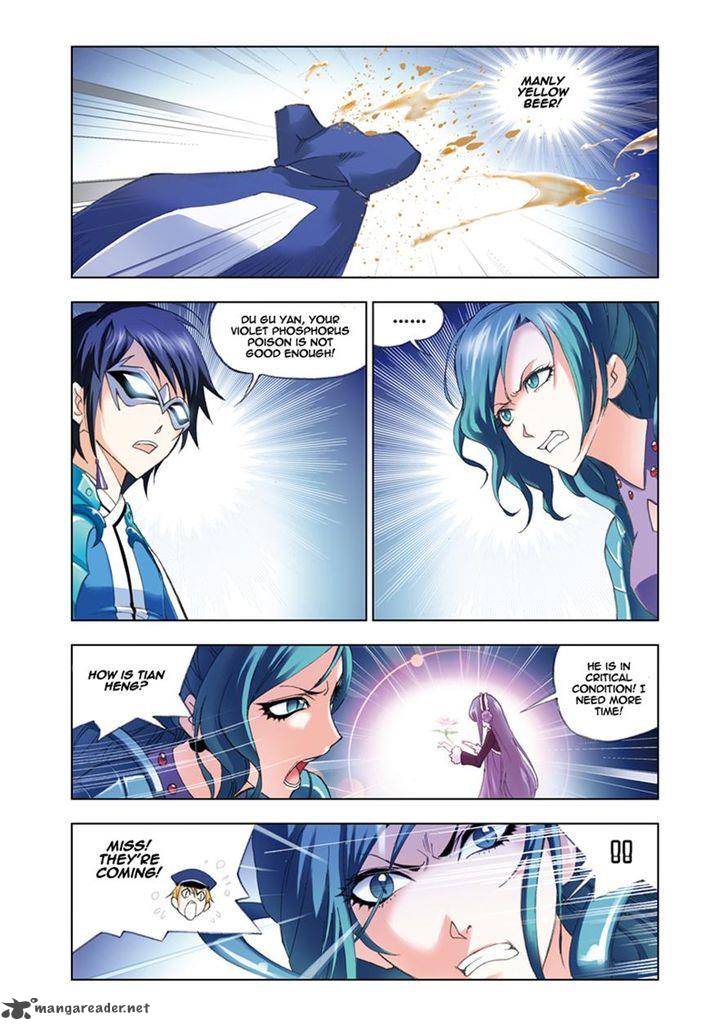 MANLY
YELLOW
BEER!
DU GU YAN, YOUR
VIOLET PHOSPHORUS
POISON IS NOT
GOOD ENOUGH!
......
HOW IS TIAN
HENG?
HE IS IN
CRITICAL
CONDITION! I
NEED MORE
TIME!
MISS!
THEY'RE
COMING!
!!
mangareader.net